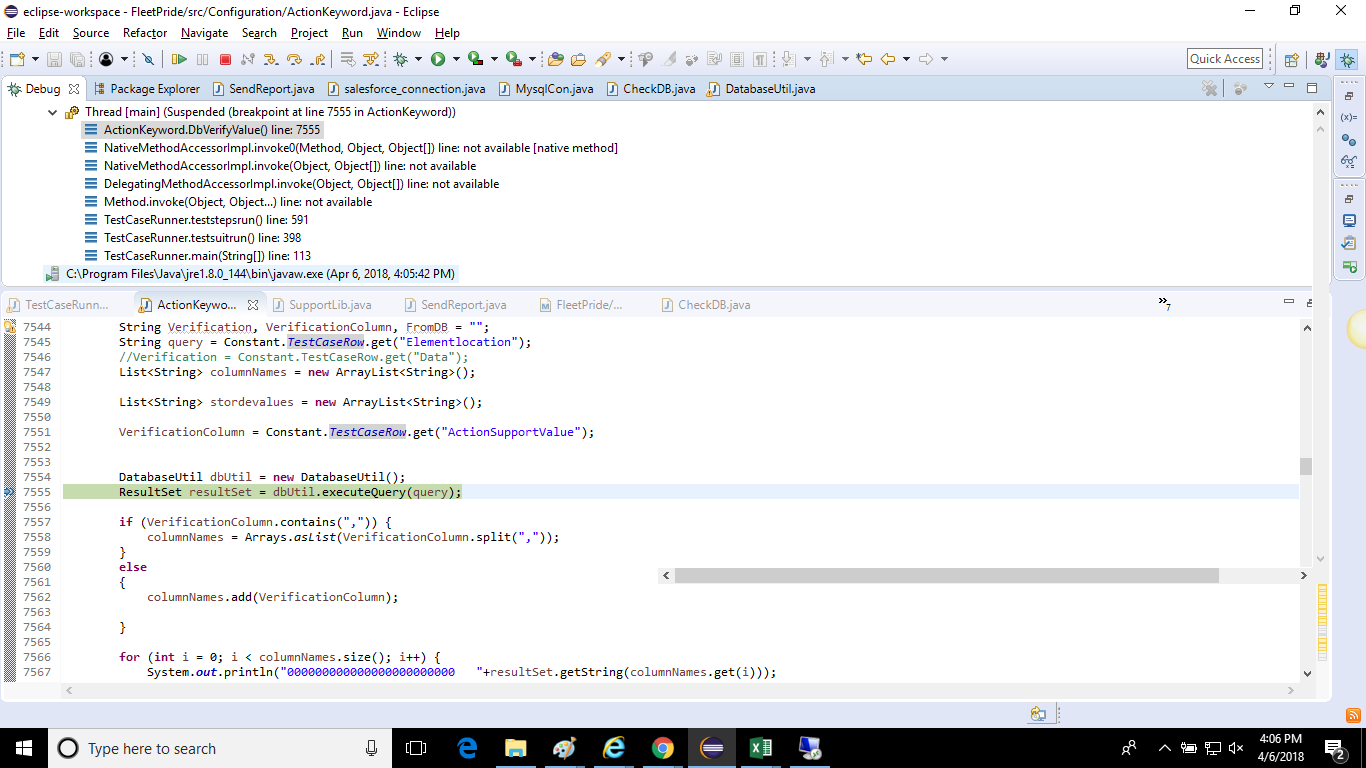 eclipse-workspace - FleetPride/src/Configuration/ActionKeyword.java - Eclipse
File Edit Source Refactor Navigate Search Project Run Window Help
Quick Access
Debug Package Explorer SendReport.java salesforce_connection.java MysqlCon.java CheckDB.java DatabaseUtil.java
Thread [main] (Suspended (breakpoint at line 7555 in ActionKeyword))
ActionKeyword.DbVerifyValue() line: 7555
NativeMethodAccessorImpl.invoke0(Method, Object, Object[]) line: not available [native method]
NativeMethodAccessorImpl.invoke(Object, Object[]) line: not available
DelegatingMethodAccessorImpl.invoke(Object, Object[]) line: not available
Method.invoke(Object, Object...) line: not available
TestCaseRunner.teststepsrun() line: 591
TestCaseRunner.testsuitrun() line: 398
TestCaseRunner.main(String[]) line: 113
C:\Program Files\Java\jre1.8.0_144\bin\javaw.exe (Apr 6, 2018, 4:05:42 PM)
TestCaseRunn... ActionKeywo... SupportLib.java SendReport.java FleetPride/... CheckDB.java »7
7544 String Verification, VerificationColumn, FromDB = "";
7545 String query = Constant.TestCaseRow.get("Elementlocation");
7546 //Verification = Constant.TestCaseRow.get("Data");
7547 List<String> columnNames = new ArrayList<String>();
7548
7549 List<String> stordevalues = new ArrayList<String>();
7550
7551 VerificationColumn = Constant.TestCaseRow.get("ActionSupportValue");
7552
7553
7554 DatabaseUtil dbUtil = new DatabaseUtil();
7555 ResultSet resultSet = dbUtil.executeQuery(query);
7556
7557 if (VerificationColumn.contains(",")) {
7558 columnNames = Arrays.asList(VerificationColumn.split(","));
7559 }
7560 else
7561 {
7562 columnNames.add(VerificationColumn);
7563
7564 }
7565
7566 for (int i = 0; i < columnNames.size(); i++) {
7567 System.out.println("000000000000000000000000 "+resultSet.getString(columnNames.get(i)));
Type here to search
4:06 PM
4/6/2018
2